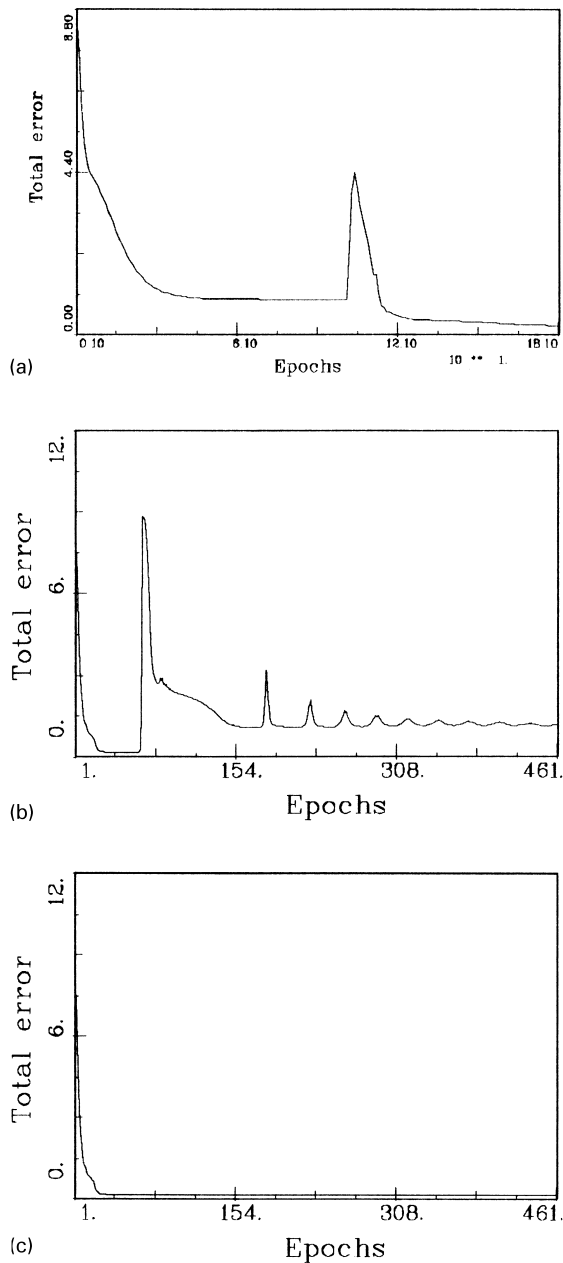 8.80
4.40
0.00
Total error
0.10
6.10
12.10
18.10
Epochs
10 ** 1.
(a)
12.
6.
0.
Total error
1.
154.
308.
461.
Epochs
(b)
12.
6.
0.
Total error
1.
154.
308.
461.
Epochs
(c)